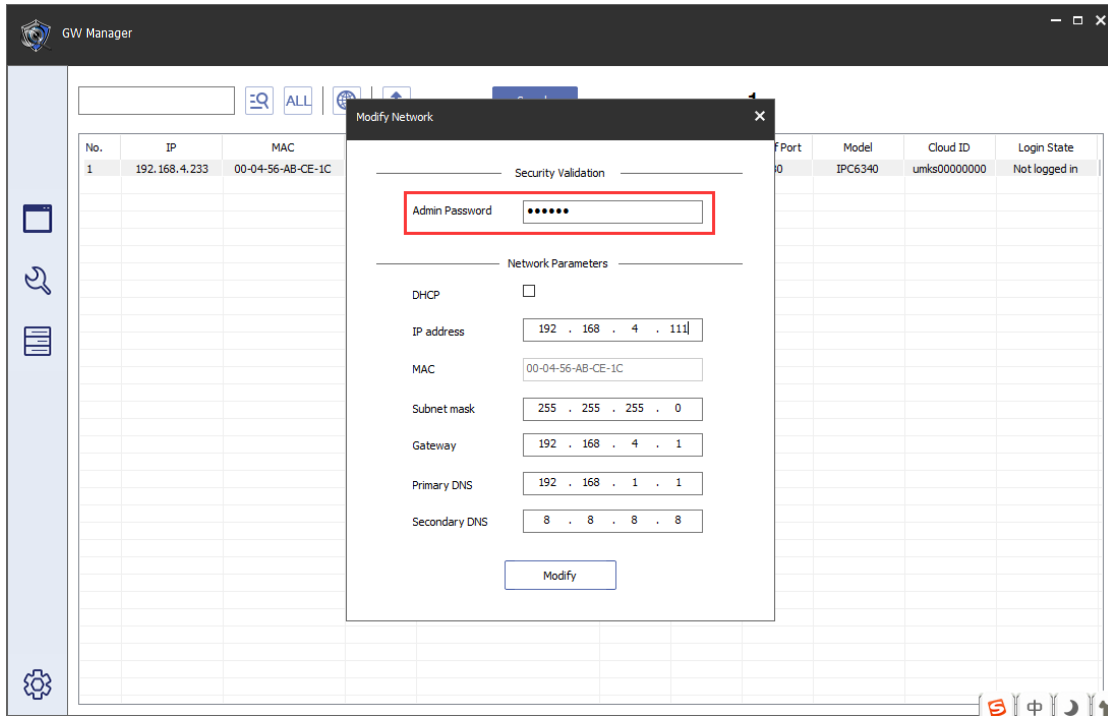 GW Manager
ALL
Modify Network
No. IP MAC Port Model Cloud ID Login State
1 192.168.4.233 00-04-56-AB-CE-1C IPC6340 umks00000000 Not logged in
Security Validation
Admin Password ●●●●●●
Network Parameters
DHCP
IP address 192 . 168 . 4 . 111
MAC 00-04-56-AB-CE-1C
Subnet mask 255 . 255 . 255 . 0
Gateway 192 . 168 . 4 . 1
Primary DNS 192 . 168 . 1 . 1
Secondary DNS 8 . 8 . 8 . 8
Modify
S 中